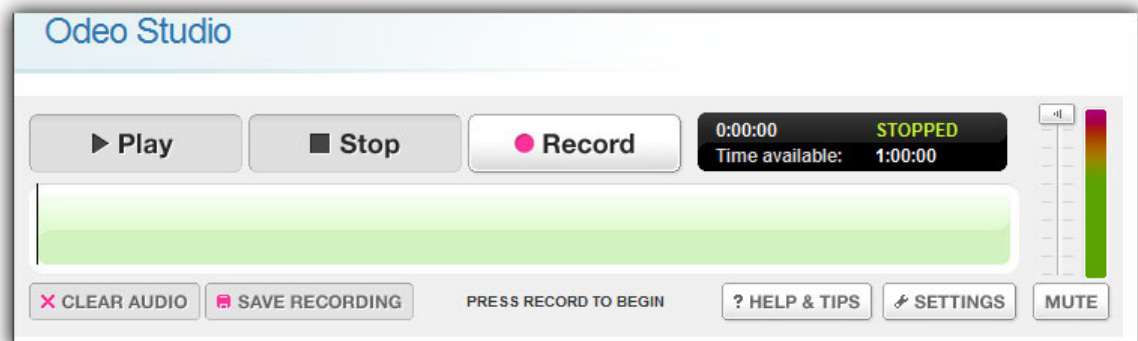 Odeo Studio
Play
Stop
Record
0:00:00 STOPPED
Time available: 1:00:00
CLEAR AUDIO
SAVE RECORDING
PRESS RECORD TO BEGIN
? HELP & TIPS
SETTINGS
MUTE